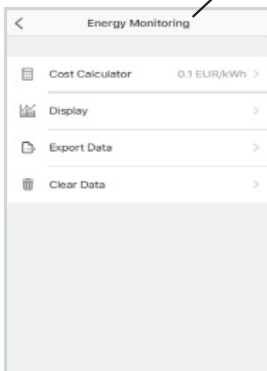 Energy Monitoring
Cost Calculator 0.1 EUR/kWh
Display
Export Data
Clear Data